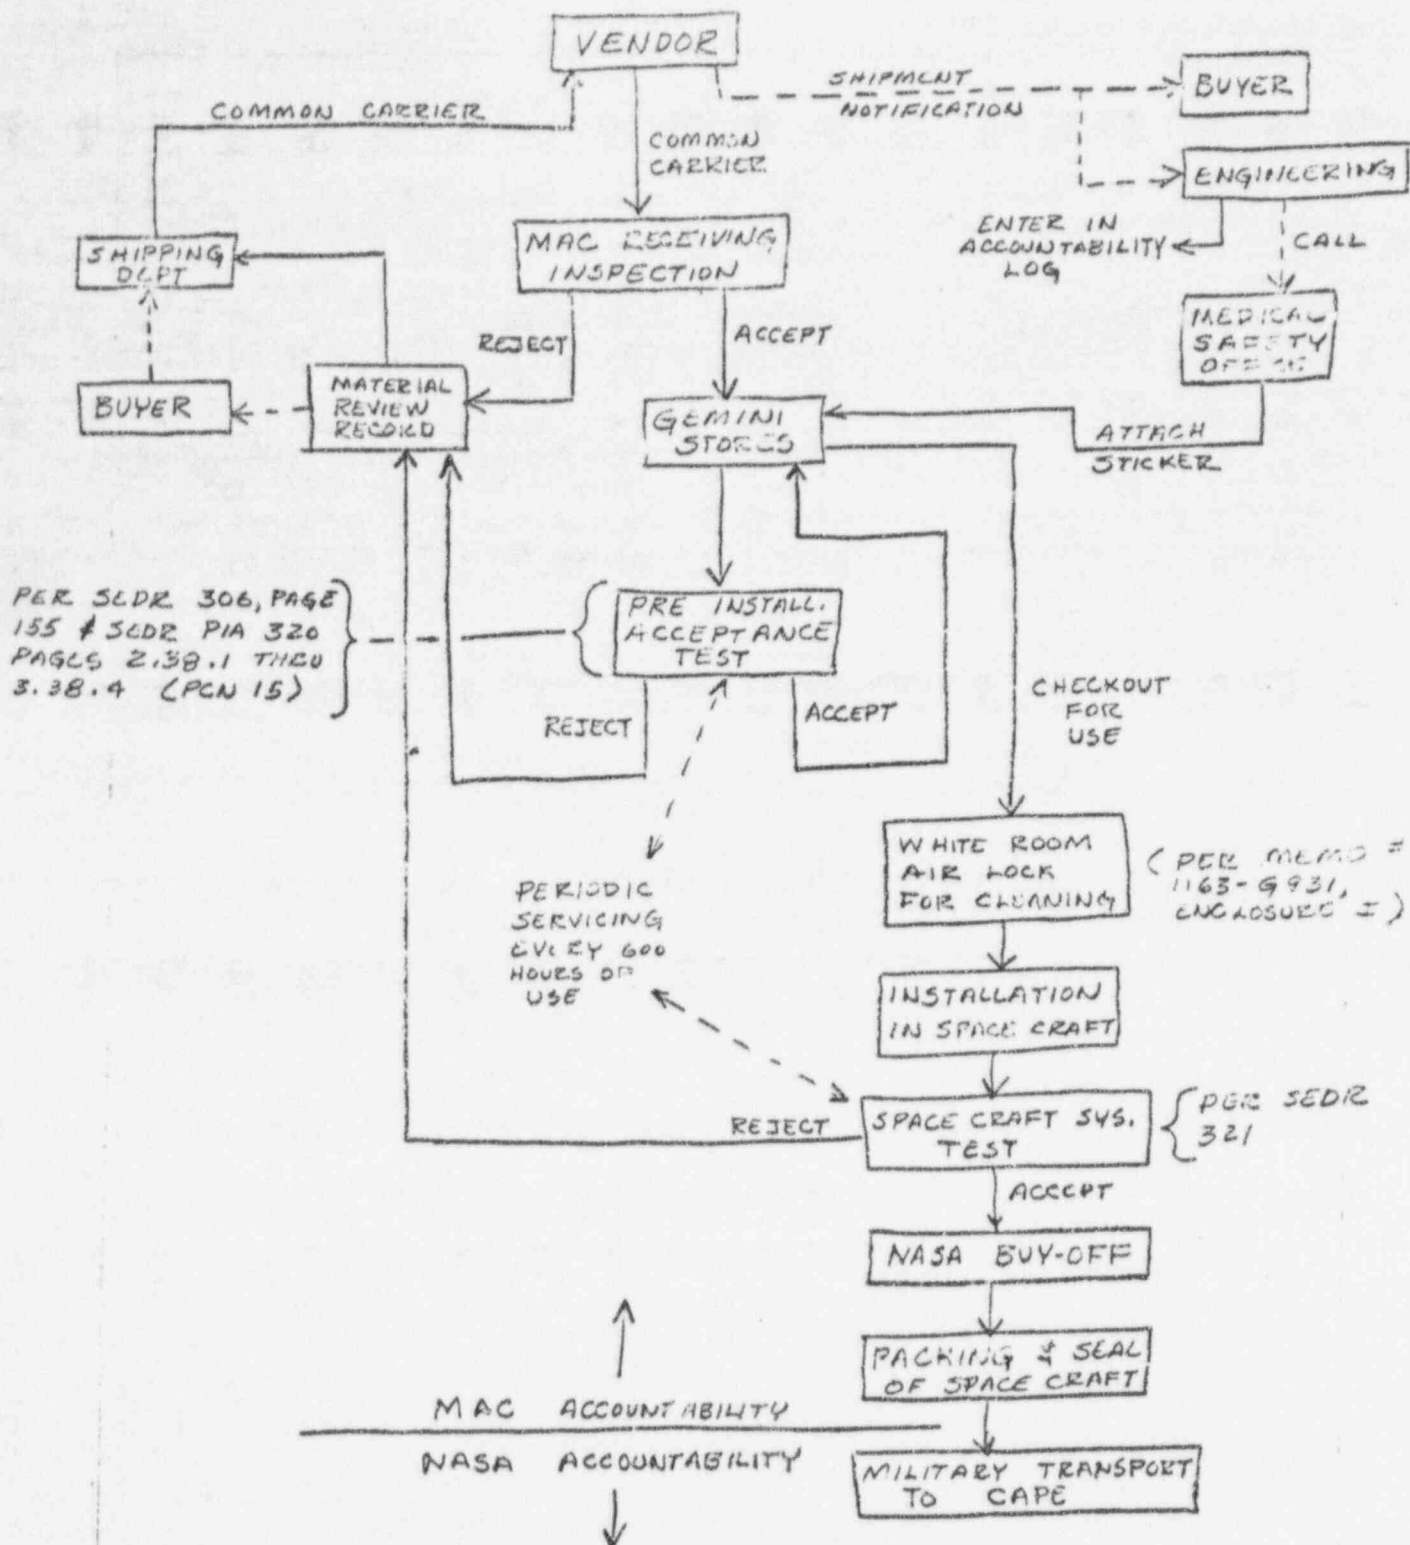 VENDOR
SHIPMENT
NOTIFICATION
BUYER
COMMON CARRIER
COMMON
CARRIER
ENGINEERING
ENTER IN
ACCOUNTABILITY
LOG
CALL
SHIPPING
DEPT
MAC RECEIVING
INSPECTION
MEDICAL
SAFETY
REJECT
ACCEPT
BUYER
MATERIAL
REVIEW
RECORD
GEMINI
STORES
ATTACH
STICKER
PER SEDR 306, PAGE
155 & SEDR PIA 320
PAGES 2.38.1 THRU
3.38.4 (PCN 15)
PRE INSTALL.
ACCEPTANCE
TEST
REJECT
ACCEPT
CHECKOUT
FOR
USE
WHITE ROOM
AIR LOCK
FOR CLEANING
(PER MEMO
1163-G931,
ENCLOSURE I)
PERIODIC
SERVICING
EVERY 600
HOURS OF
USE
INSTALLATION
IN SPACE CRAFT
REJECT
SPACE CRAFT SYS.
TEST
PER SEDR
321
ACCEPT
NASA BUY-OFF
PACKING & SEAL
OF SPACE CRAFT
MAC ACCOUNTABILITY
NASA ACCOUNTABILITY
MILITARY TRANSPORT
TO CAPE